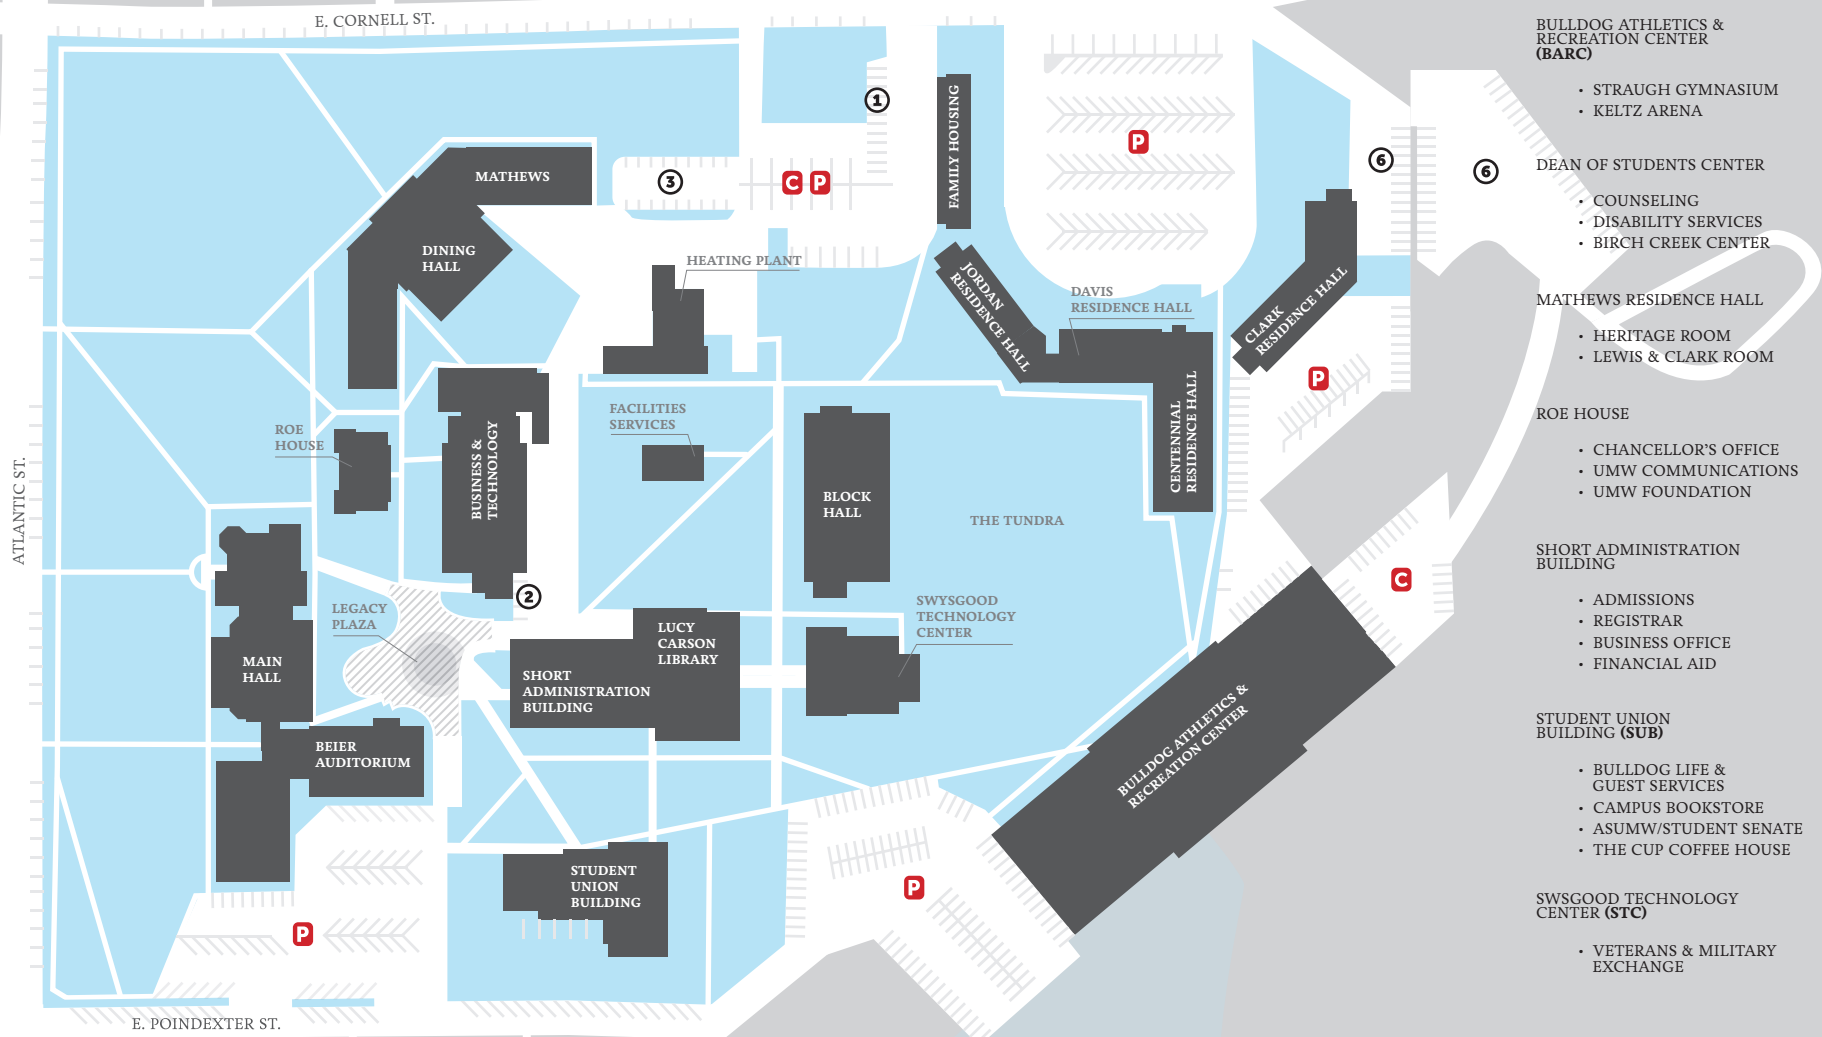 E. CORNELL ST.
1
FAMILY HOUSING
P
6
6
MATHEWS
3
C P
DINING
HALL
HEATING PLANT
JORDAN
RESIDENCE HALL
DAVIS
RESIDENCE HALL
CLARK
RESIDENCE HALL
P
ROE
HOUSE
BUSINESS &
TECHNOLOGY
FACILITIES
SERVICES
BLOCK
HALL
THE TUNDRA
CENTENNIAL
RESIDENCE HALL
ATLANTIC ST.
C
2
LEGACY
PLAZA
MAIN
HALL
LUCY
CARSON
LIBRARY
SHORT
ADMINISTRATION
BUILDING
SWYSGOOD
TECHNOLOGY
CENTER
BEIER
AUDITORIUM
BULLDOG ATHLETICS &
RECREATION CENTER
STUDENT
UNION
BUILDING
P
P
E. POINDEXTER ST.
BULLDOG ATHLETICS &
RECREATION CENTER
(BARC)
• STRAUGH GYMNASIUM
• KELTZ ARENA
DEAN OF STUDENTS CENTER
• COUNSELING
• DISABILITY SERVICES
• BIRCH CREEK CENTER
MATHEWS RESIDENCE HALL
• HERITAGE ROOM
• LEWIS & CLARK ROOM
ROE HOUSE
• CHANCELLOR'S OFFICE
• UMW COMMUNICATIONS
• UMW FOUNDATION
SHORT ADMINISTRATION
BUILDING
• ADMISSIONS
• REGISTRAR
• BUSINESS OFFICE
• FINANCIAL AID
STUDENT UNION
BUILDING (SUB)
• BULLDOG LIFE &
GUEST SERVICES
• CAMPUS BOOKSTORE
• ASUMW/STUDENT SENATE
• THE CUP COFFEE HOUSE
SWSGOOD TECHNOLOGY
CENTER (STC)
• VETERANS & MILITARY
EXCHANGE